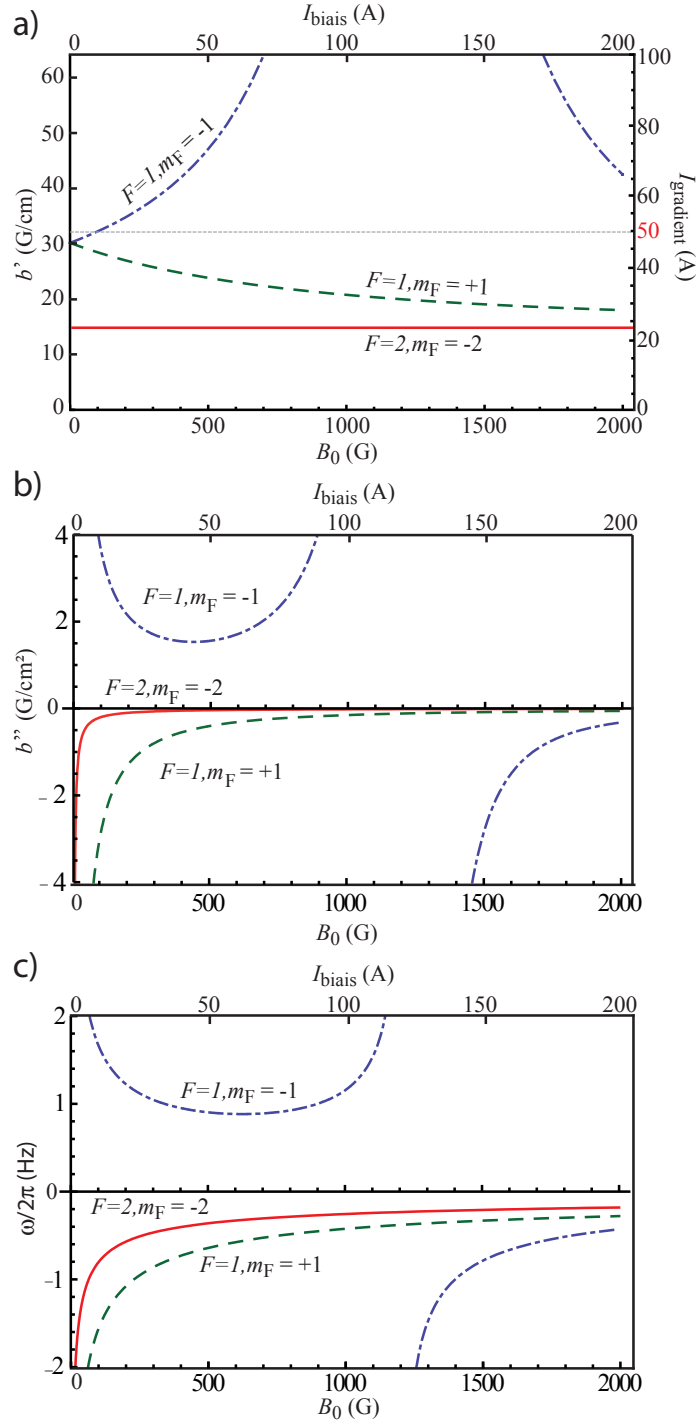 a)
I_biais (A)
0 50 100 150 200
60
50
40
30
20
10
0
b' (G/cm)
100
80
60
50
40
20
0
I_gradient (A)
F=1,m_F = -1
F=1,m_F = +1
F=2,m_F = -2
0 500 1000 1500 2000
B_0 (G)
b)
I_biais (A)
0 50 100 150 200
4
2
0
- 2
- 4
b'' (G/cm²)
F=1,m_F = -1
F=2,m_F = -2
F=1,m_F = +1
0 500 1000 1500 2000
B_0 (G)
c)
I_biais (A)
0 50 100 150 200
2
1
0
-1
-2
ω/2π (Hz)
F=1,m_F = -1
F=2,m_F = -2
F=1,m_F = +1
0 500 1000 1500 2000
B_0 (G)